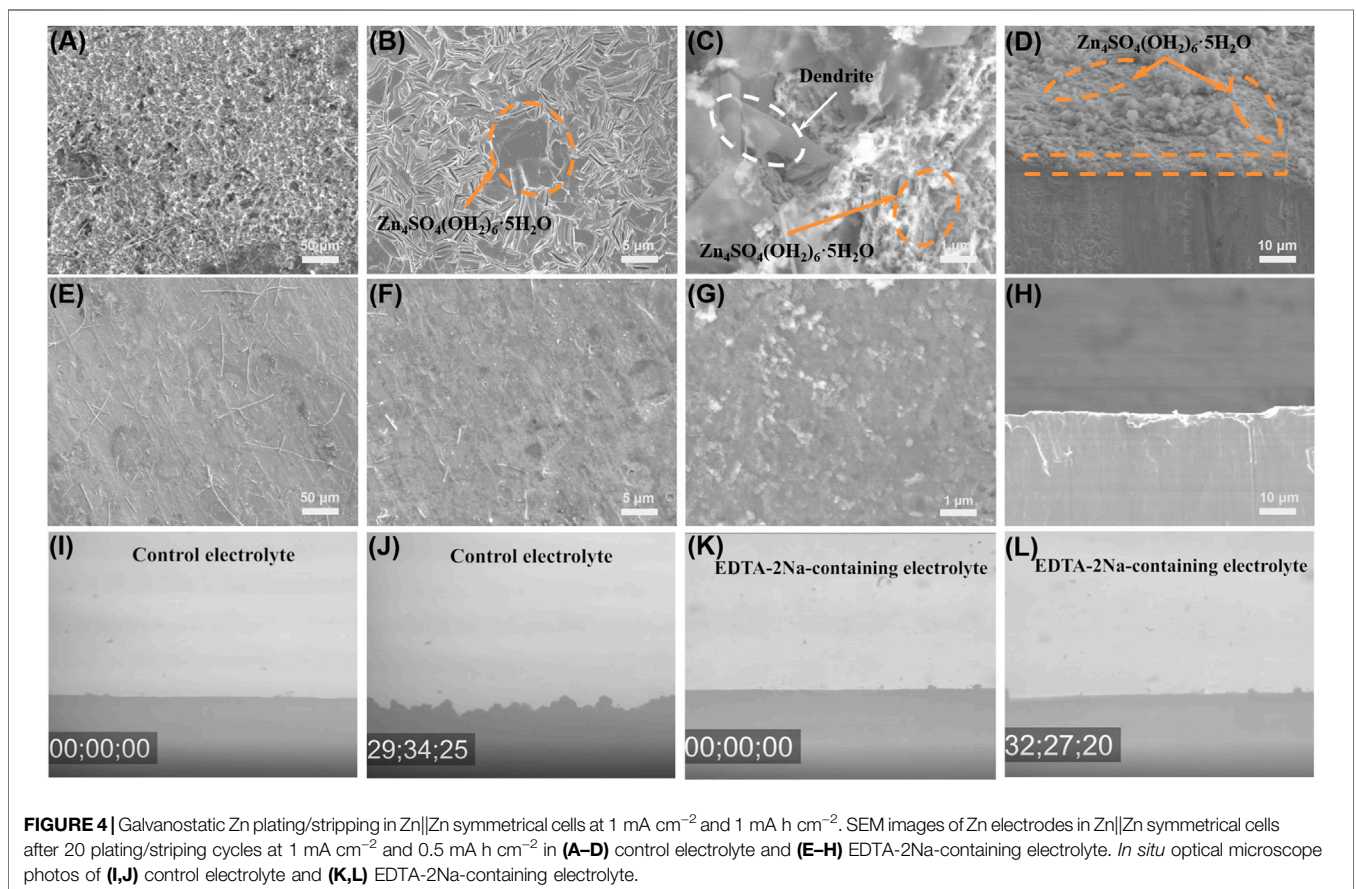 (A)
50 µm
(B)
Zn4SO4(OH2)6·5H2O
5 µm
(C)
Dendrite
Zn4SO4(OH2)6·5H2O
1 µm
(D)
Zn4SO4(OH2)6·5H2O
10 µm
(E)
50 µm
(F)
5 µm
(G)
1 µm
(H)
10 µm
(I)
Control electrolyte
00;00;00
(J)
Control electrolyte
29;34;25
(K)
EDTA-2Na-containing electrolyte
00;00;00
(L)
EDTA-2Na-containing electrolyte
32;27;20
FIGURE 4 | Galvanostatic Zn plating/stripping in Zn||Zn symmetrical cells at 1 mA cm−2 and 1 mA h cm−2. SEM images of Zn electrodes in Zn||Zn symmetrical cells
after 20 plating/striping cycles at 1 mA cm−2 and 0.5 mA h cm−2 in (A–D) control electrolyte and (E–H) EDTA-2Na-containing electrolyte. In situ optical microscope
photos of (I,J) control electrolyte and (K,L) EDTA-2Na-containing electrolyte.